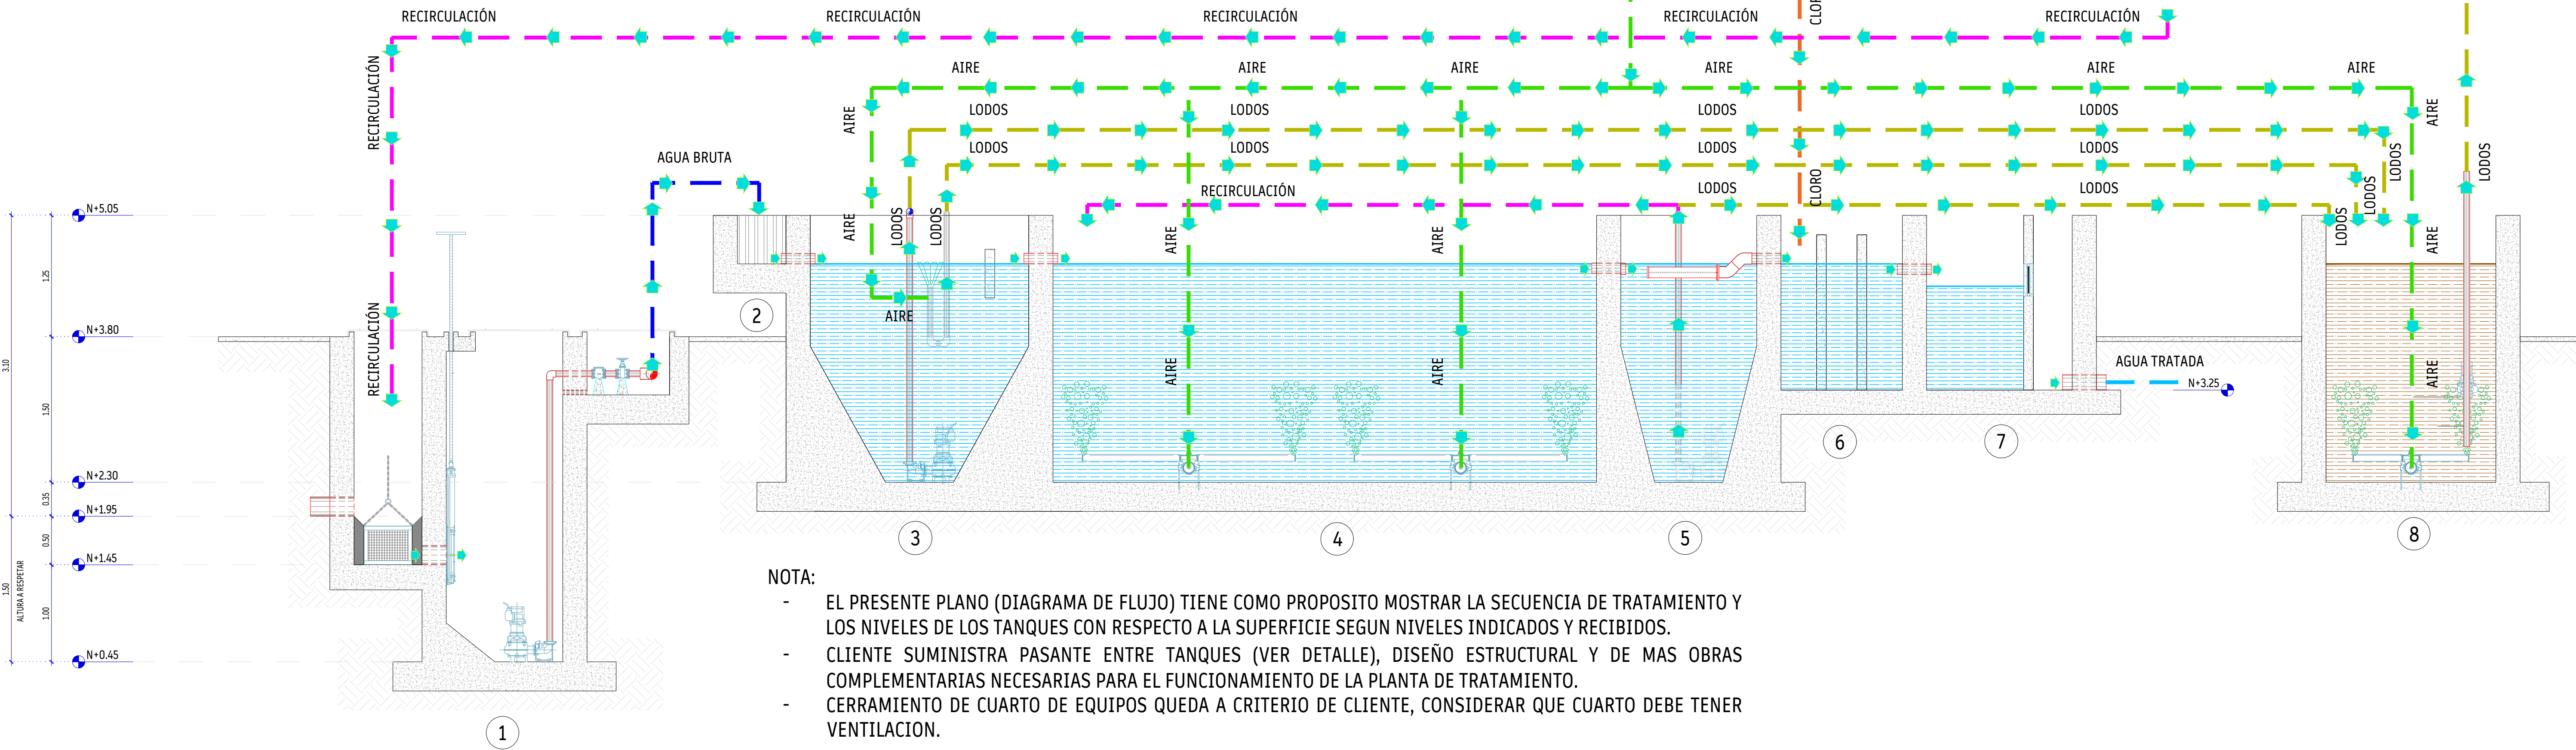 RECIRCULACIÓN
RECIRCULACIÓN
RECIRCULACIÓN
RECIRCULACIÓN
RECIRCULACIÓN
CLORO
RECIRCULACIÓN
AIRE
AIRE
AIRE
AIRE
AIRE
AIRE
AIRE
LODOS
LODOS
LODOS
LODOS
AIRE
LODOS
LODOS
LODOS
LODOS
LODOS
LODOS
AGUA BRUTA
RECIRCULACIÓN
LODOS
LODOS
CLORO
LODOS
LODOS
N+5.05
AIRE
LODOS
LODOS
AIRE
AIRE
AIRE
1.25
AIRE
2
N+3.80
3.10
RECIRCULACIÓN
RECIRCULACIÓN
AIRE
AIRE
AGUA TRATADA
N+3.25
AIRE
1.50
6
7
N+2.30
0.35
N+1.95
3
4
5
8
0.50
N+1.45
1.50
ALTURA A RESPETAR
1.00
N+0.45
1
NOTA:
- EL PRESENTE PLANO (DIAGRAMA DE FLUJO) TIENE COMO PROPOSITO MOSTRAR LA SECUENCIA DE TRATAMIENTO Y
LOS NIVELES DE LOS TANQUES CON RESPECTO A LA SUPERFICIE SEGUN NIVELES INDICADOS Y RECIBIDOS.
- CLIENTE SUMINISTRA PASANTE ENTRE TANQUES (VER DETALLE), DISEÑO ESTRUCTURAL Y DE MAS OBRAS
COMPLEMENTARIAS NECESARIAS PARA EL FUNCIONAMIENTO DE LA PLANTA DE TRATAMIENTO.
- CERRAMIENTO DE CUARTO DE EQUIPOS QUEDA A CRITERIO DE CLIENTE, CONSIDERAR QUE CUARTO DEBE TENER
VENTILACION.